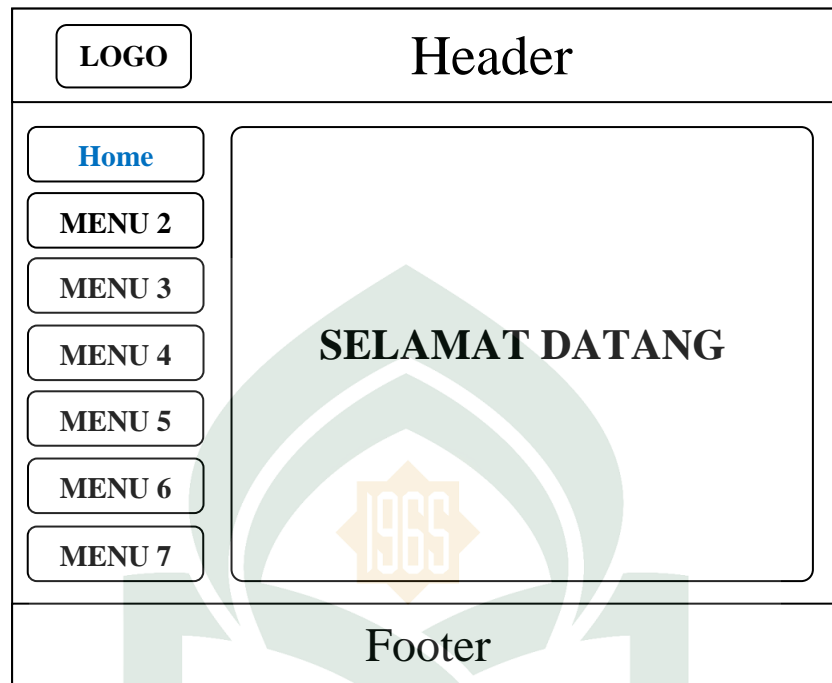 LOGO
Header
Home
MENU 2
MENU 3
MENU 4
MENU 5
MENU 6
MENU 7
SELAMAT DATANG
1965
Footer